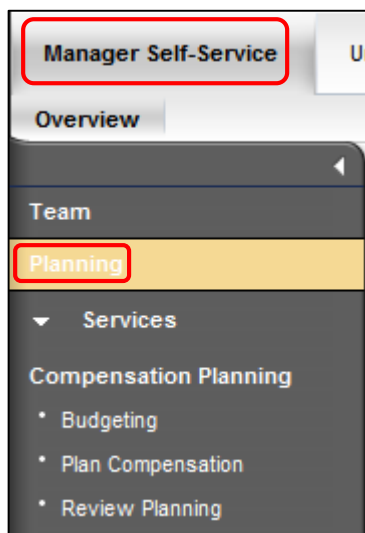 Manager Self-Service
Overview
Team
Planning
Services
Compensation Planning
• Budgeting
• Plan Compensation
• Review Planning